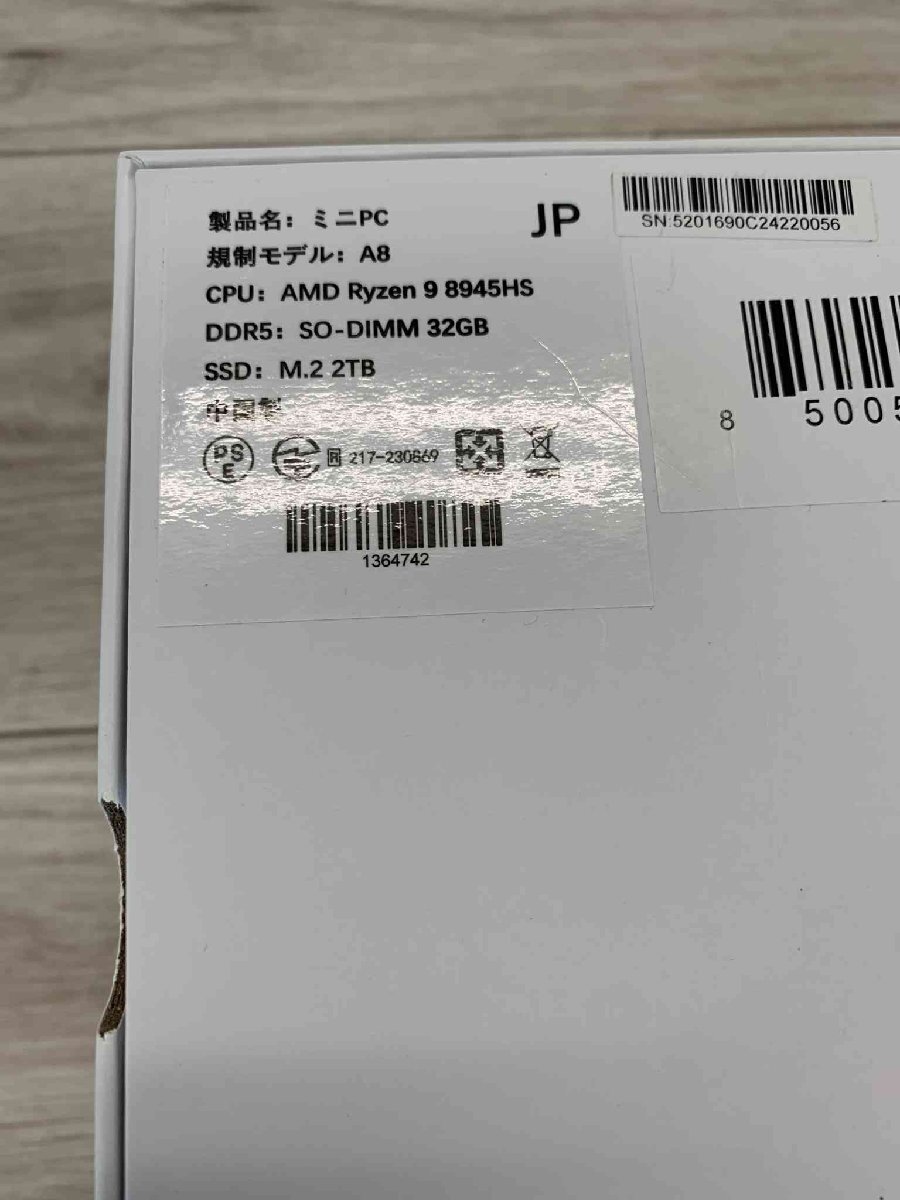 製品名: ミニPC
JP
規制モデル: A8
CPU: AMD Ryzen 9 8945HS
DDR5: SO-DIMM 32GB
SSD: M.2 2TB
中国製
PSE
R 217-230869
1364742
SN:5201690C24220056
8 5005